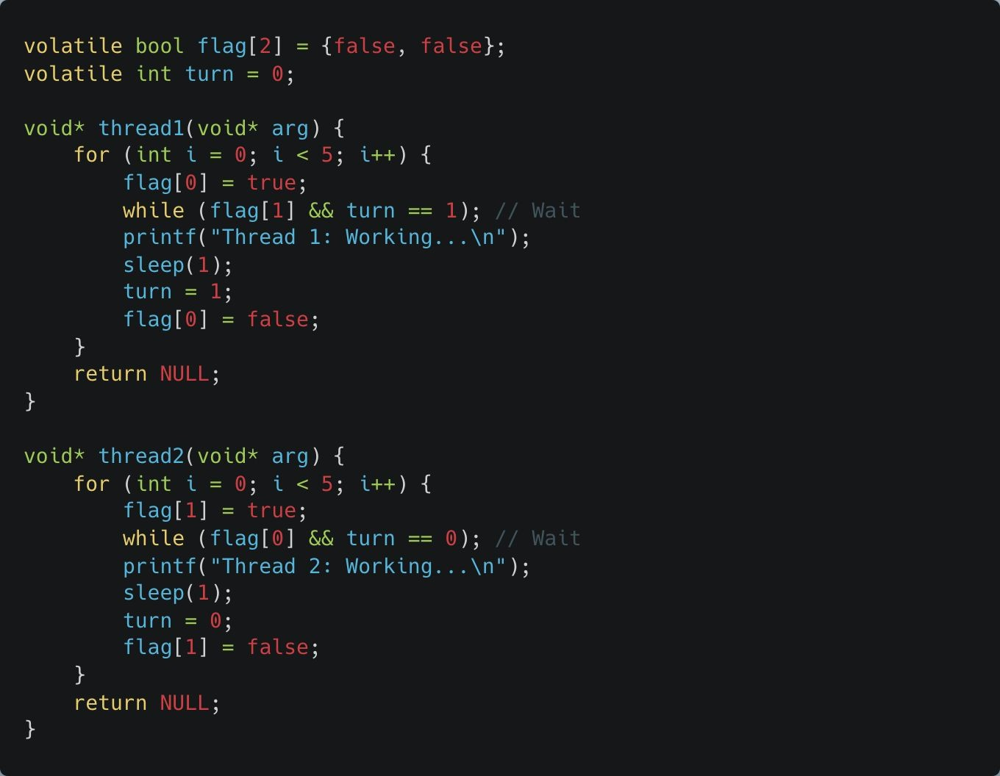 volatile bool flag[2] = {false, false};
volatile int turn = 0;

void* thread1(void* arg) {
    for (int i = 0; i < 5; i++) {
        flag[0] = true;
        while (flag[1] && turn == 1); // Wait
        printf("Thread 1: Working...\n");
        sleep(1);
        turn = 1;
        flag[0] = false;
    }
    return NULL;
}

void* thread2(void* arg) {
    for (int i = 0; i < 5; i++) {
        flag[1] = true;
        while (flag[0] && turn == 0); // Wait
        printf("Thread 2: Working...\n");
        sleep(1);
        turn = 0;
        flag[1] = false;
    }
    return NULL;
}